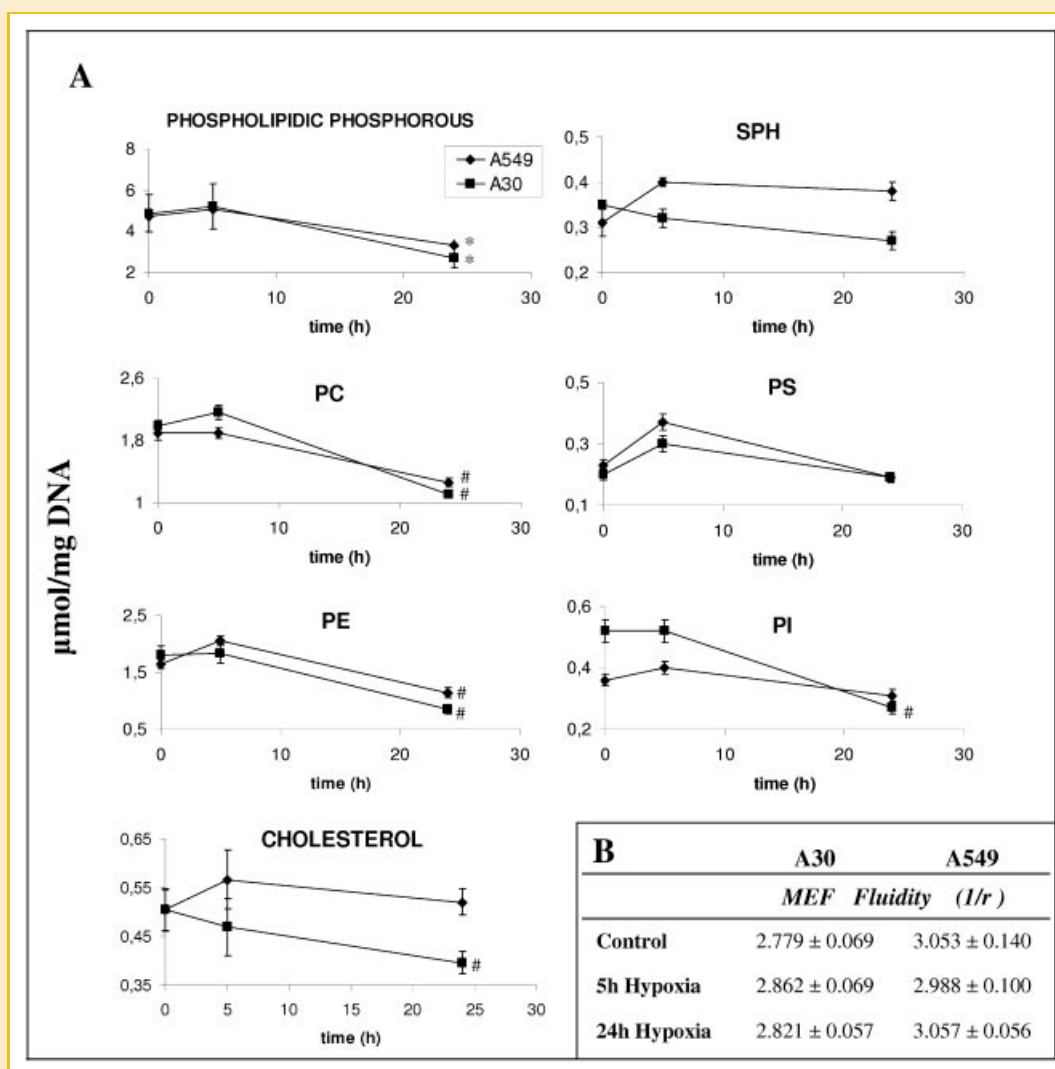 A
PHOSPHOLIPIDIC PHOSPHOROUS
8
6
4
2
A549
A30
*
*
0 10 20 30
time (h)
SPH
0,5
0,4
0,3
0,2
0 10 20 30
time (h)
µmol/mg DNA
PC
2,6
1,8
1
#
#
0 10 20 30
time (h)
PS
0,5
0,3
0,1
0 10 20 30
time (h)
PE
2,5
1,5
0,5
#
#
0 10 20 30
time (h)
PI
0,6
0,4
0,2
#
0 10 20 30
time (h)
CHOLESTEROL
0,65
0,55
0,45
0,35
#
0 5 10 15 20 25 30
time (h)
B
A30 A549
MEF Fluidity (1/r )
Control 2.779 ± 0.069 3.053 ± 0.140
5h Hypoxia 2.862 ± 0.069 2.988 ± 0.100
24h Hypoxia 2.821 ± 0.057 3.057 ± 0.056